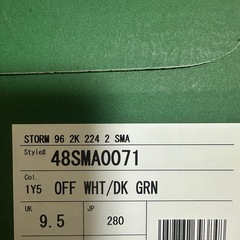 STORM 96 2K 224 2 SMA
Style# 48SMA0071
Col.
1Y5 OFF WHT/DK GRN
UK JP
9.5 280